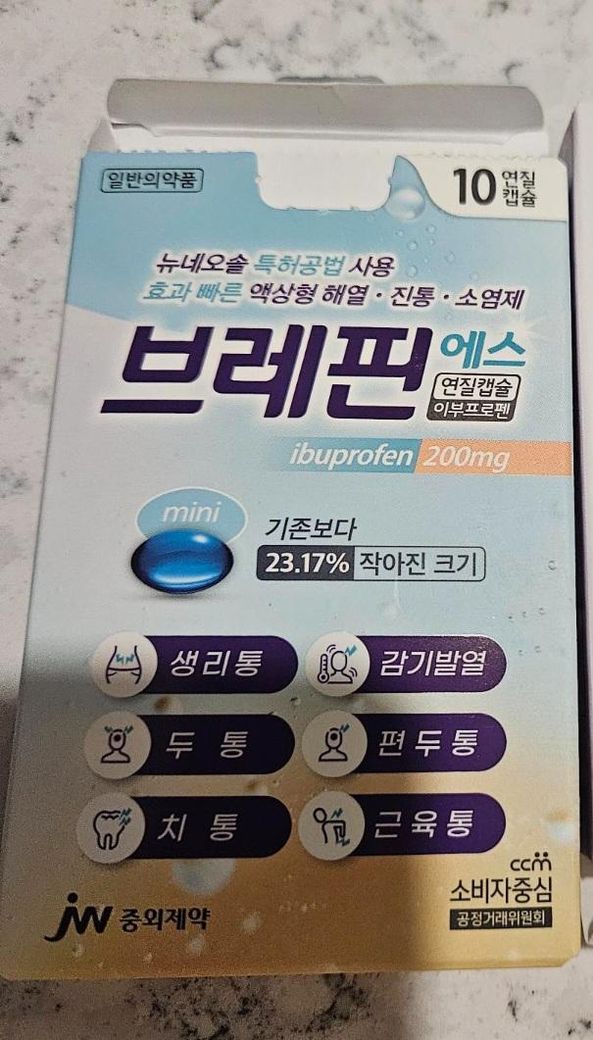 일반의약품
10 연질
캡슐
뉴네오솔 특허공법 사용
효과 빠른 액상형 해열·진통·소염제
브레핀 에스
연질캡슐
이부프로펜
ibuprofen 200mg
mini
기존보다
23.17% 작아진 크기
생리통
감기발열
두 통
편두통
치 통
근육통
ccm
소비자중심
공정거래위원회
jw 중외제약